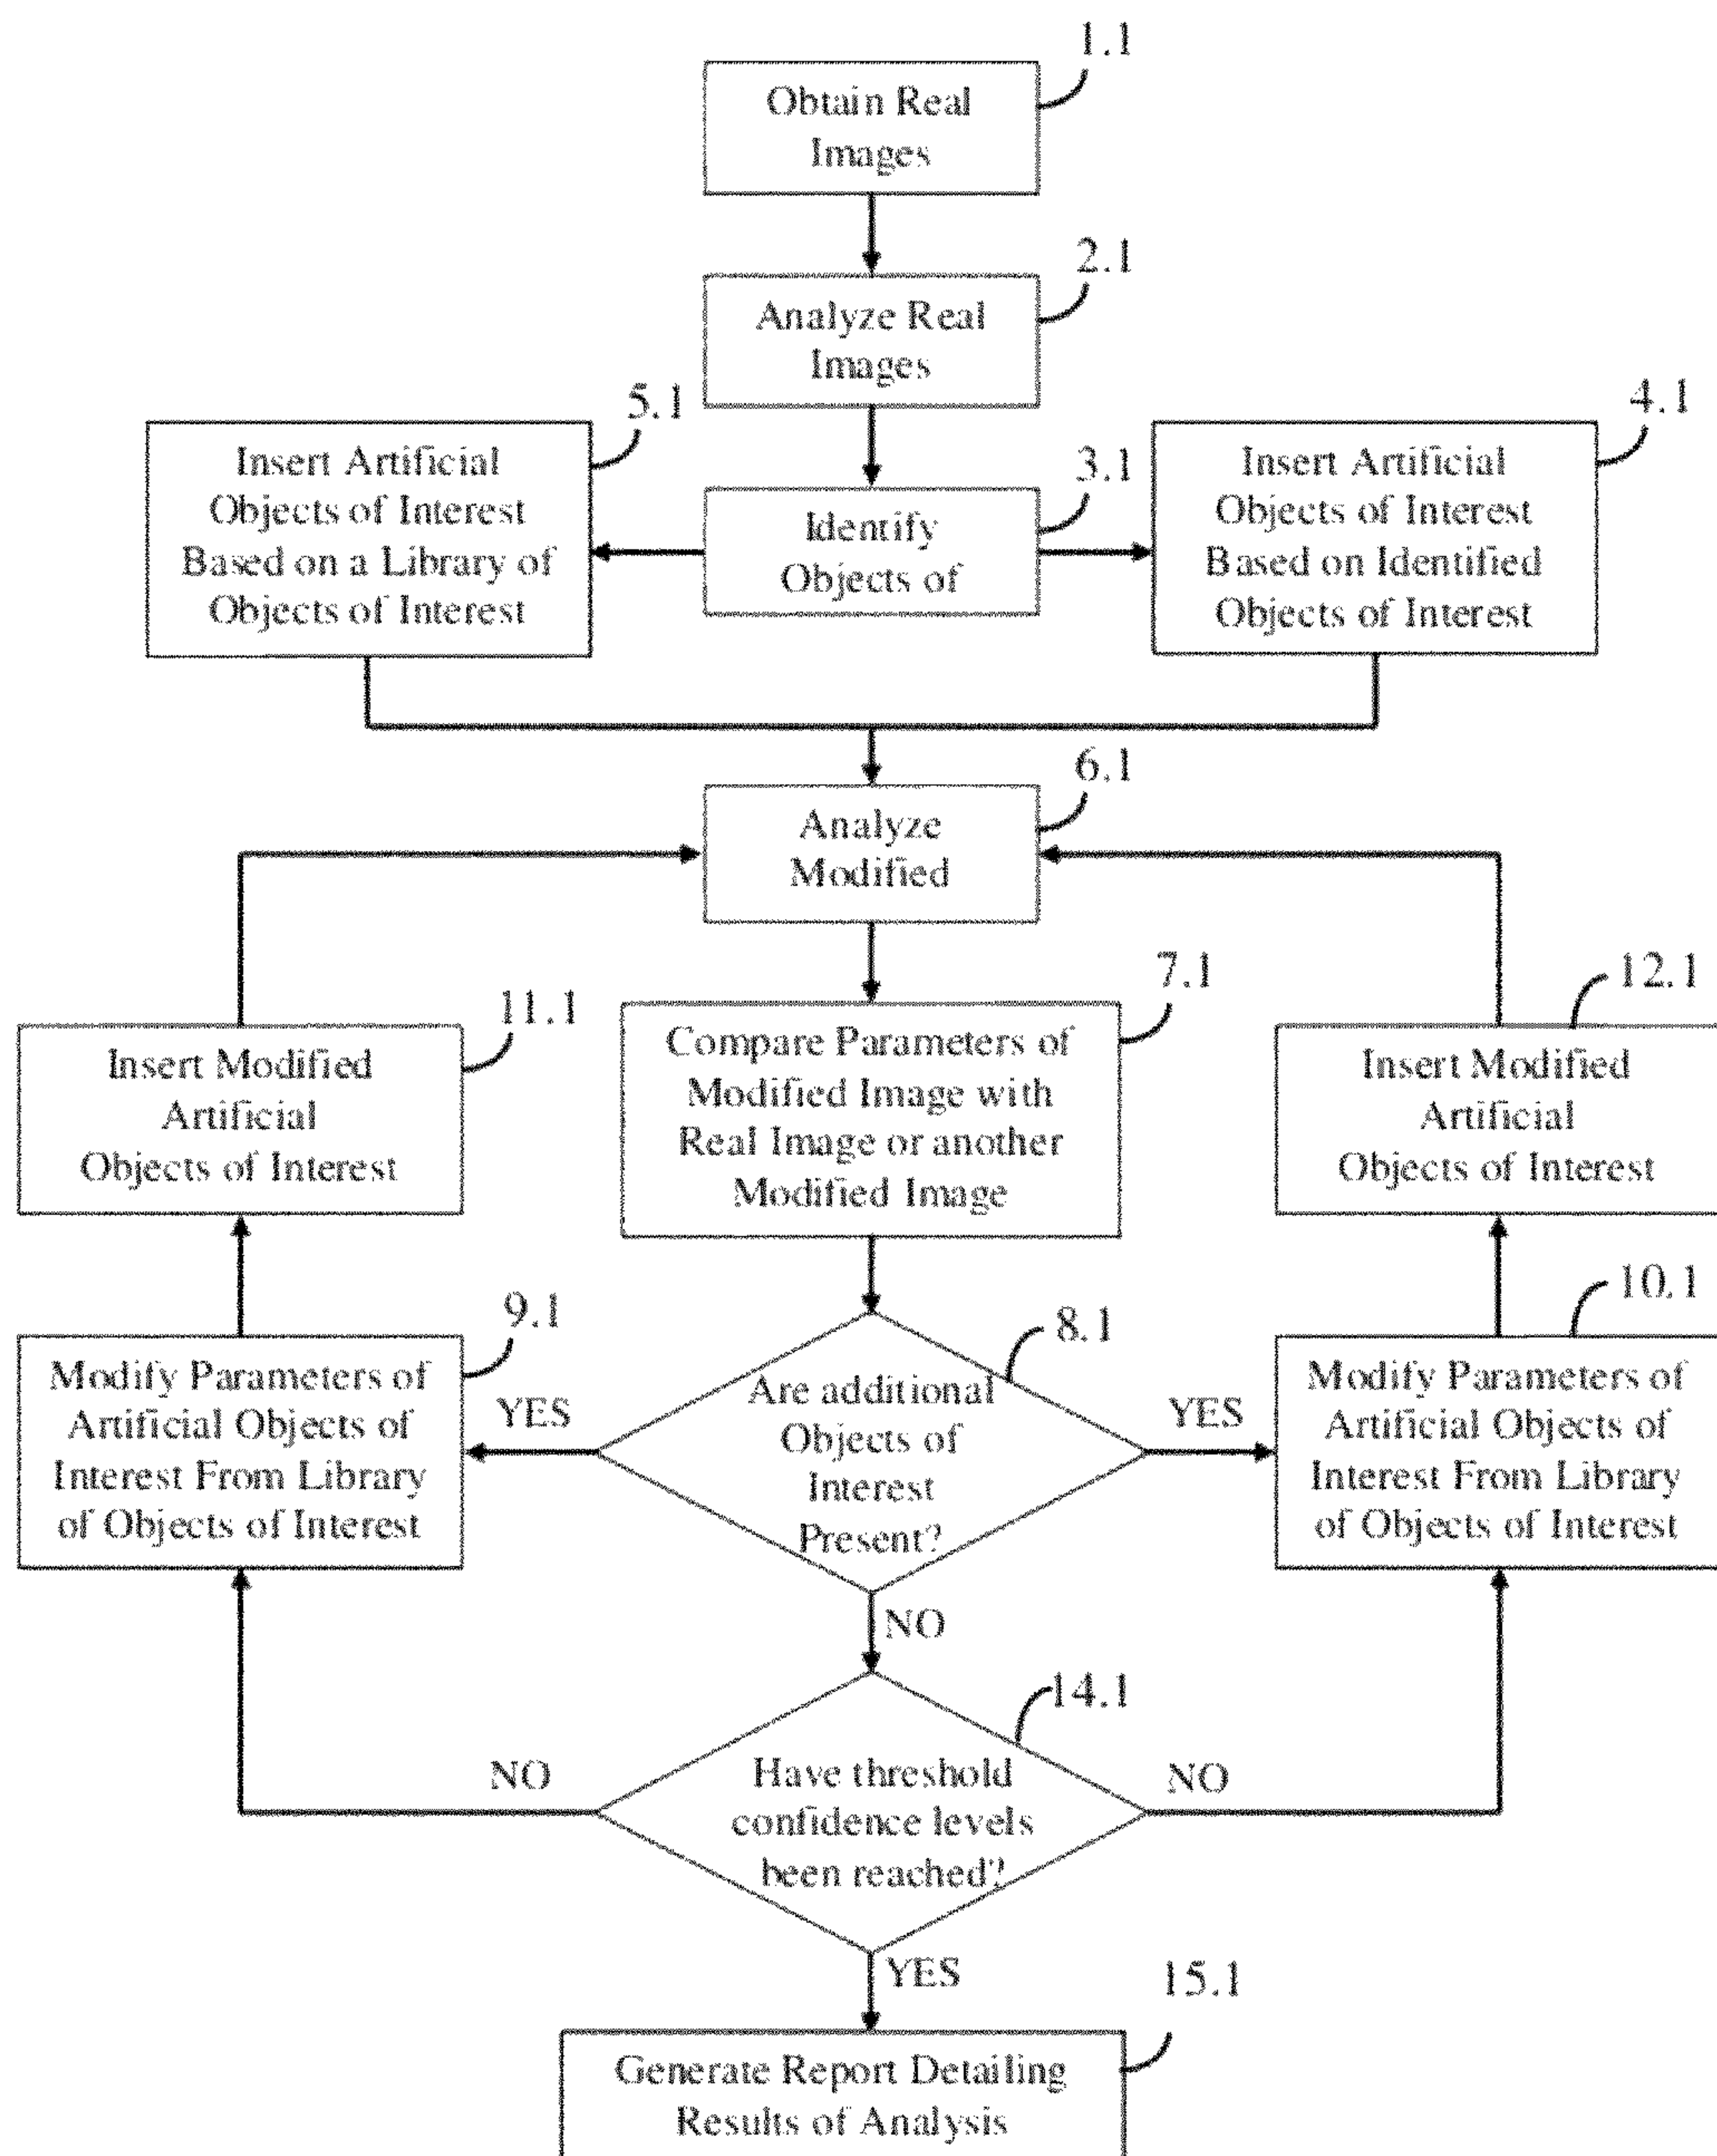 1.1
Obtain Real
Images
2.1
Analyze Real
Images
5.1
Insert Artificial
Objects of Interest
Based on a Library of
Objects of Interest
3.1
Identify
Objects of
4.1
Insert Artificial
Objects of Interest
Based on Identified
Objects of Interest
6.1
Analyze
Modified
7.1
Compare Parameters of
Modified Image with
Real Image or another
Modified Image
11.1
Insert Modified
Artificial
Objects of Interest
12.1
Insert Modified
Artificial
Objects of Interest
9.1
Modify Parameters of
Artificial Objects of
Interest From Library
of Objects of Interest
YES
8.1
Are additional
Objects of
Interest
Present?
YES
10.1
Modify Parameters of
Artificial Objects of
Interest From Library
of Objects of Interest
NO
14.1
NO
Have threshold
confidence levels
been reached?
NO
YES
15.1
Generate Report Detailing
Results of Analysis